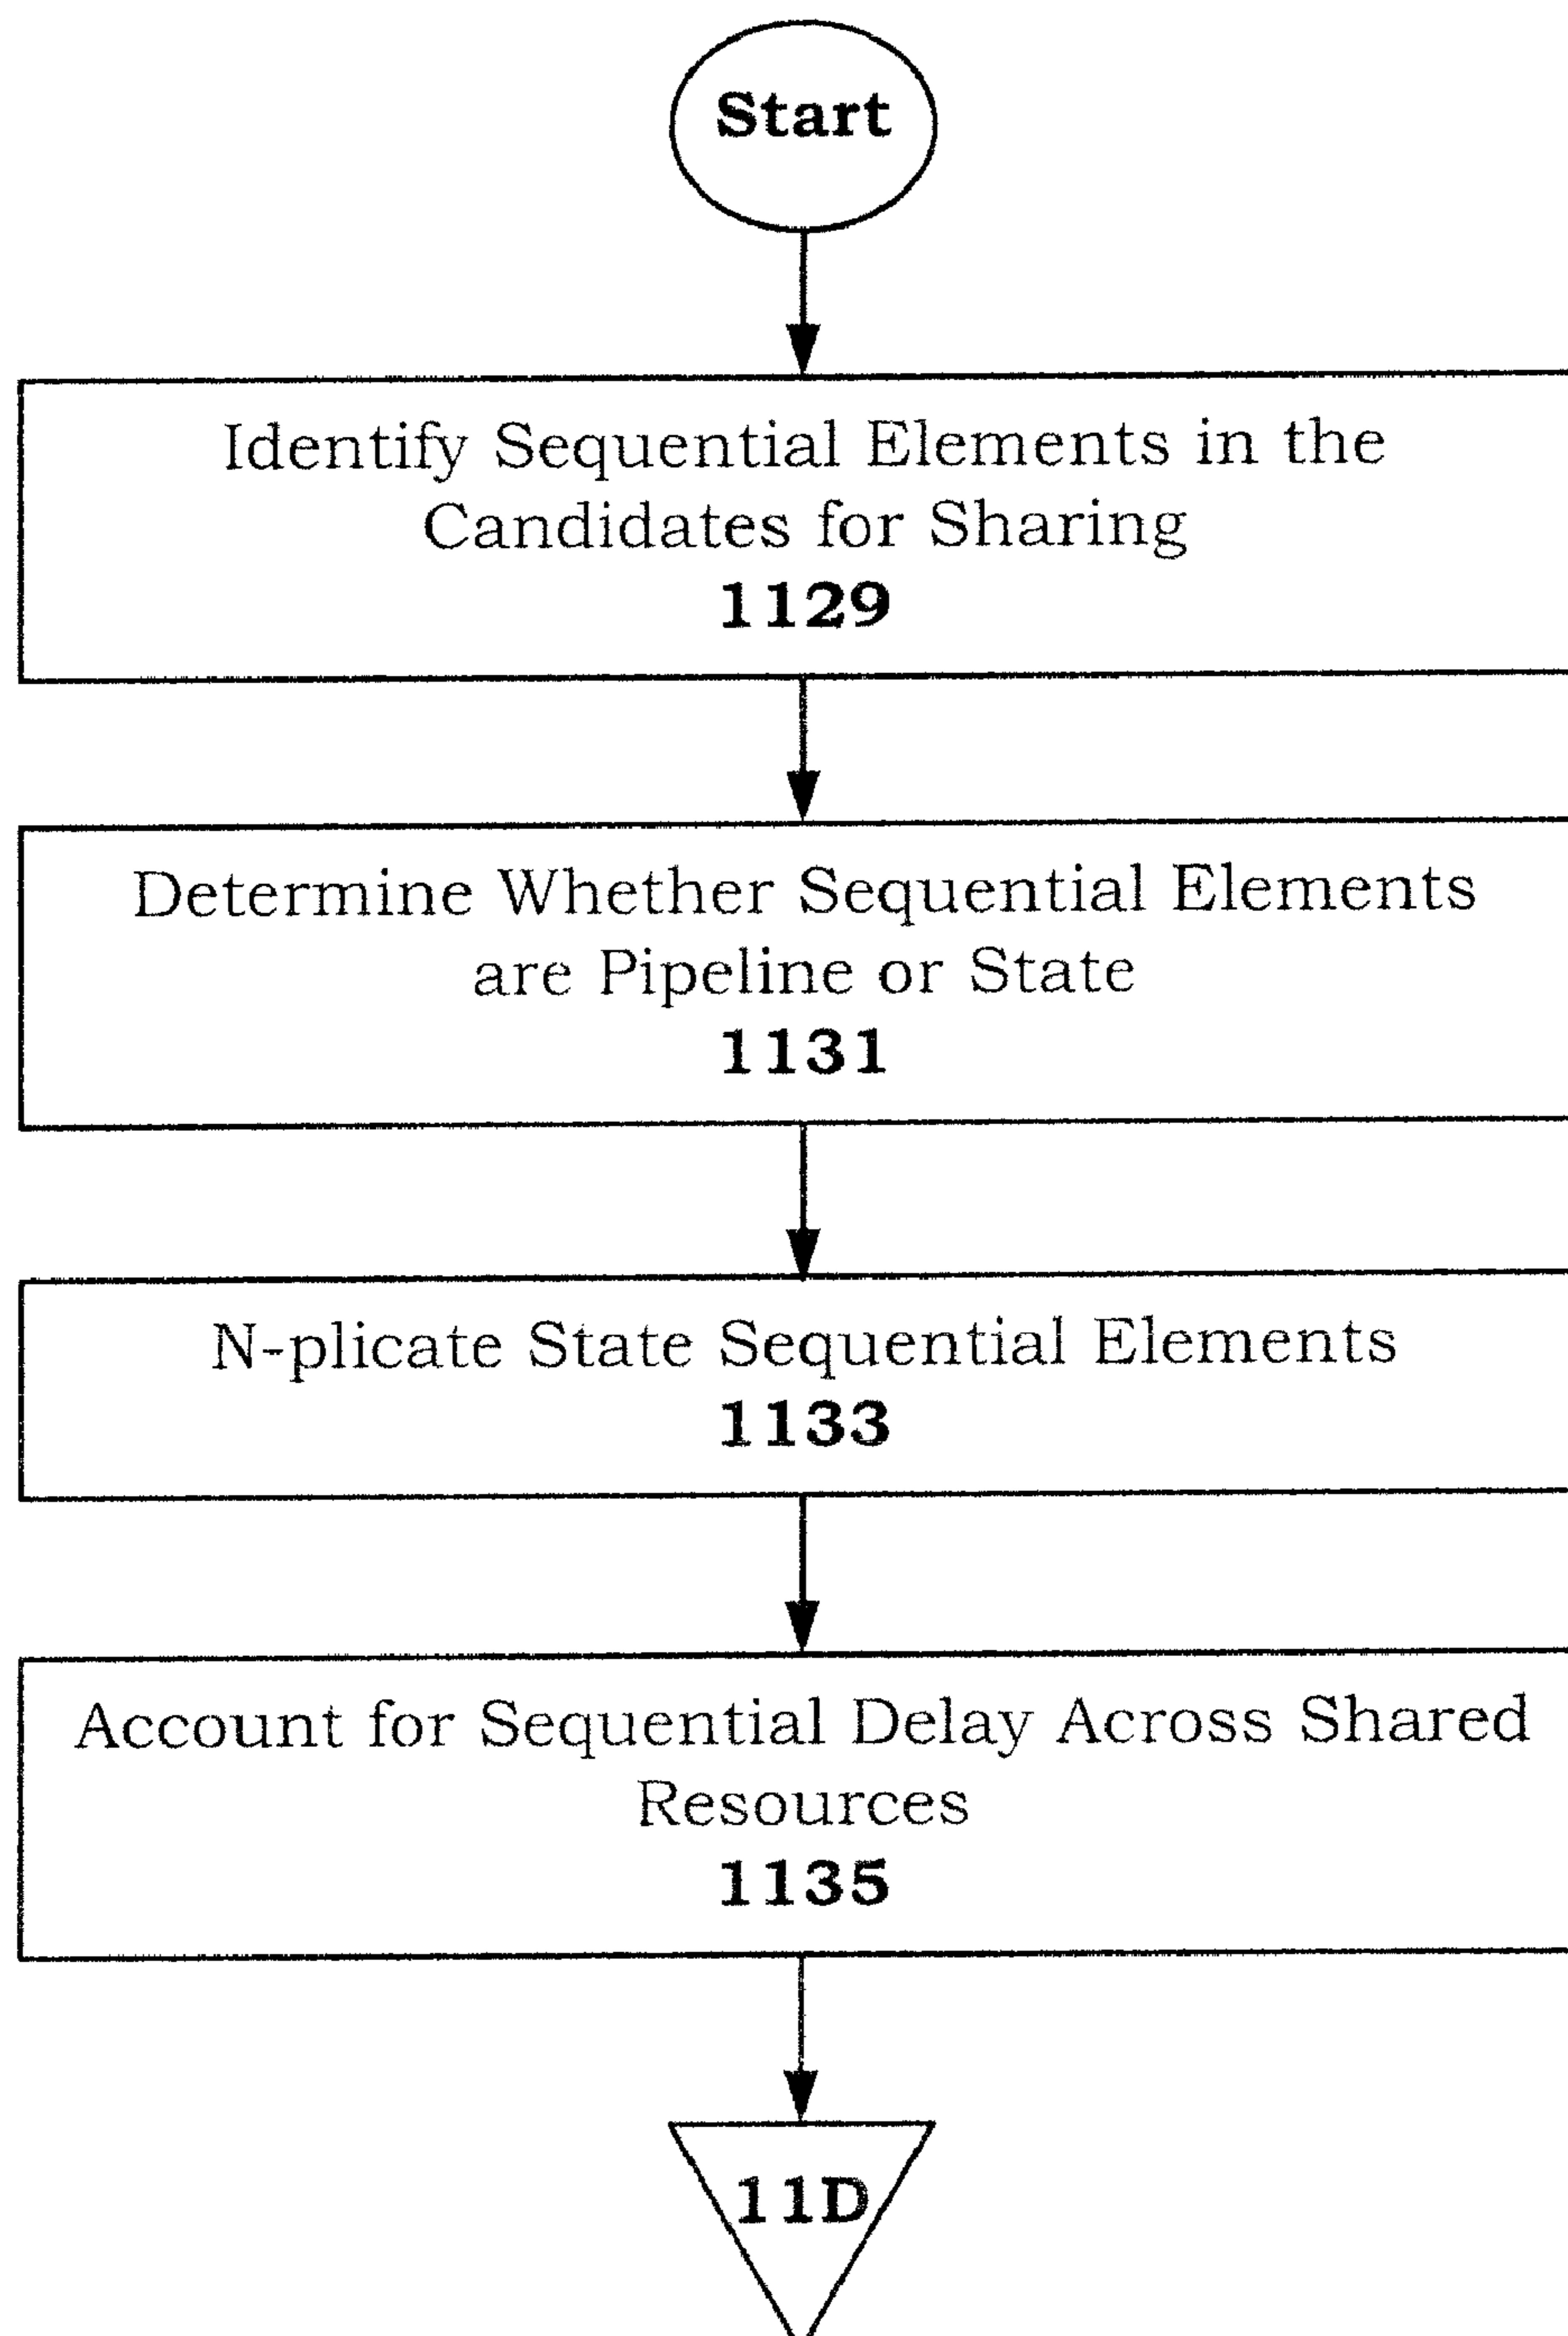 Start
Identify Sequential Elements in the
Candidates for Sharing
1129
Determine Whether Sequential Elements
are Pipeline or State
1131
N-plicate State Sequential Elements
1133
Account for Sequential Delay Across Shared
Resources
1135
11D